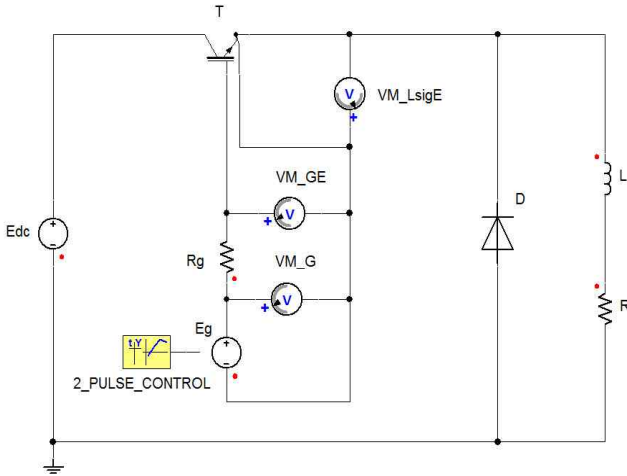 T
V
VM_LsigE
+
VM_GE
V
+
D
L
Edc
+
Rg
VM_G
V
+
R
Eg
+
t Y
2_PULSE_CONTROL